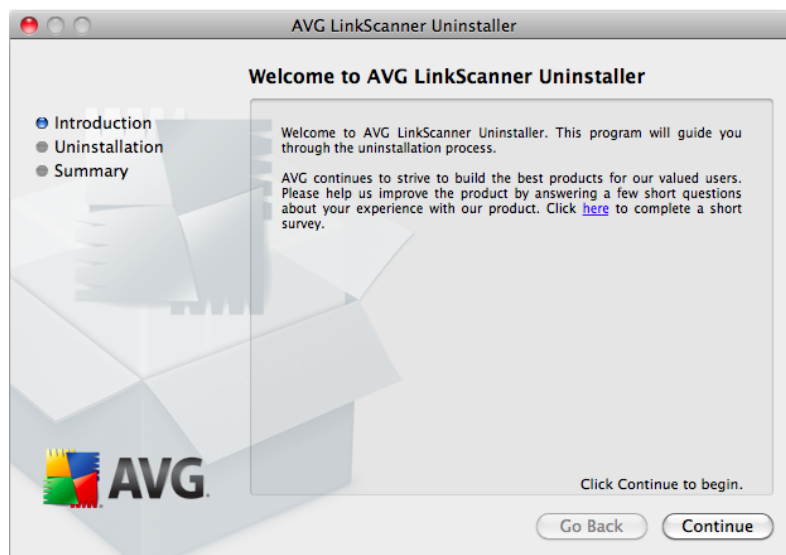 AVG LinkScanner Uninstaller
Welcome to AVG LinkScanner Uninstaller
Introduction
Uninstallation
Summary
Welcome to AVG LinkScanner Uninstaller. This program will guide you
through the uninstallation process.
AVG continues to strive to build the best products for our valued users.
Please help us improve the product by answering a few short questions
about your experience with our product. Click here to complete a short
survey.
AVG.
Click Continue to begin.
Go Back
Continue